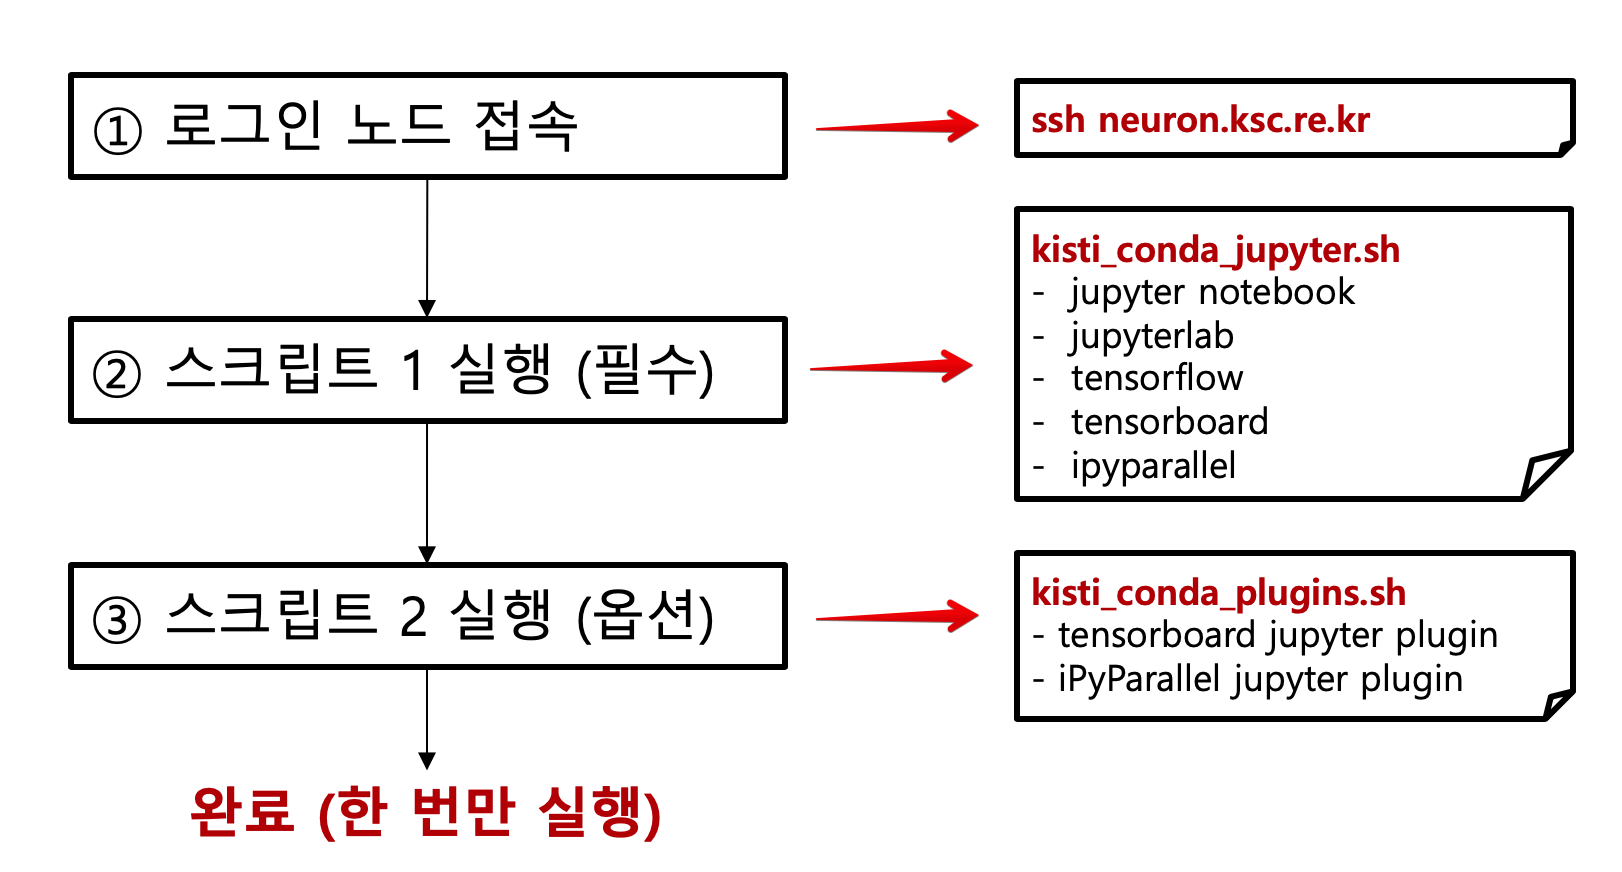 ① 로그인 노드 접속
ssh neuron.ksc.re.kr
② 스크립트 1 실행 (필수)
kisti_conda_jupyter.sh
- jupyter notebook
- jupyterlab
- tensorflow
- tensorboard
- ipyparallel
③ 스크립트 2 실행 (옵션)
kisti_conda_plugins.sh
- tensorboard jupyter plugin
- iPyParallel jupyter plugin
완료 (한 번만 실행)